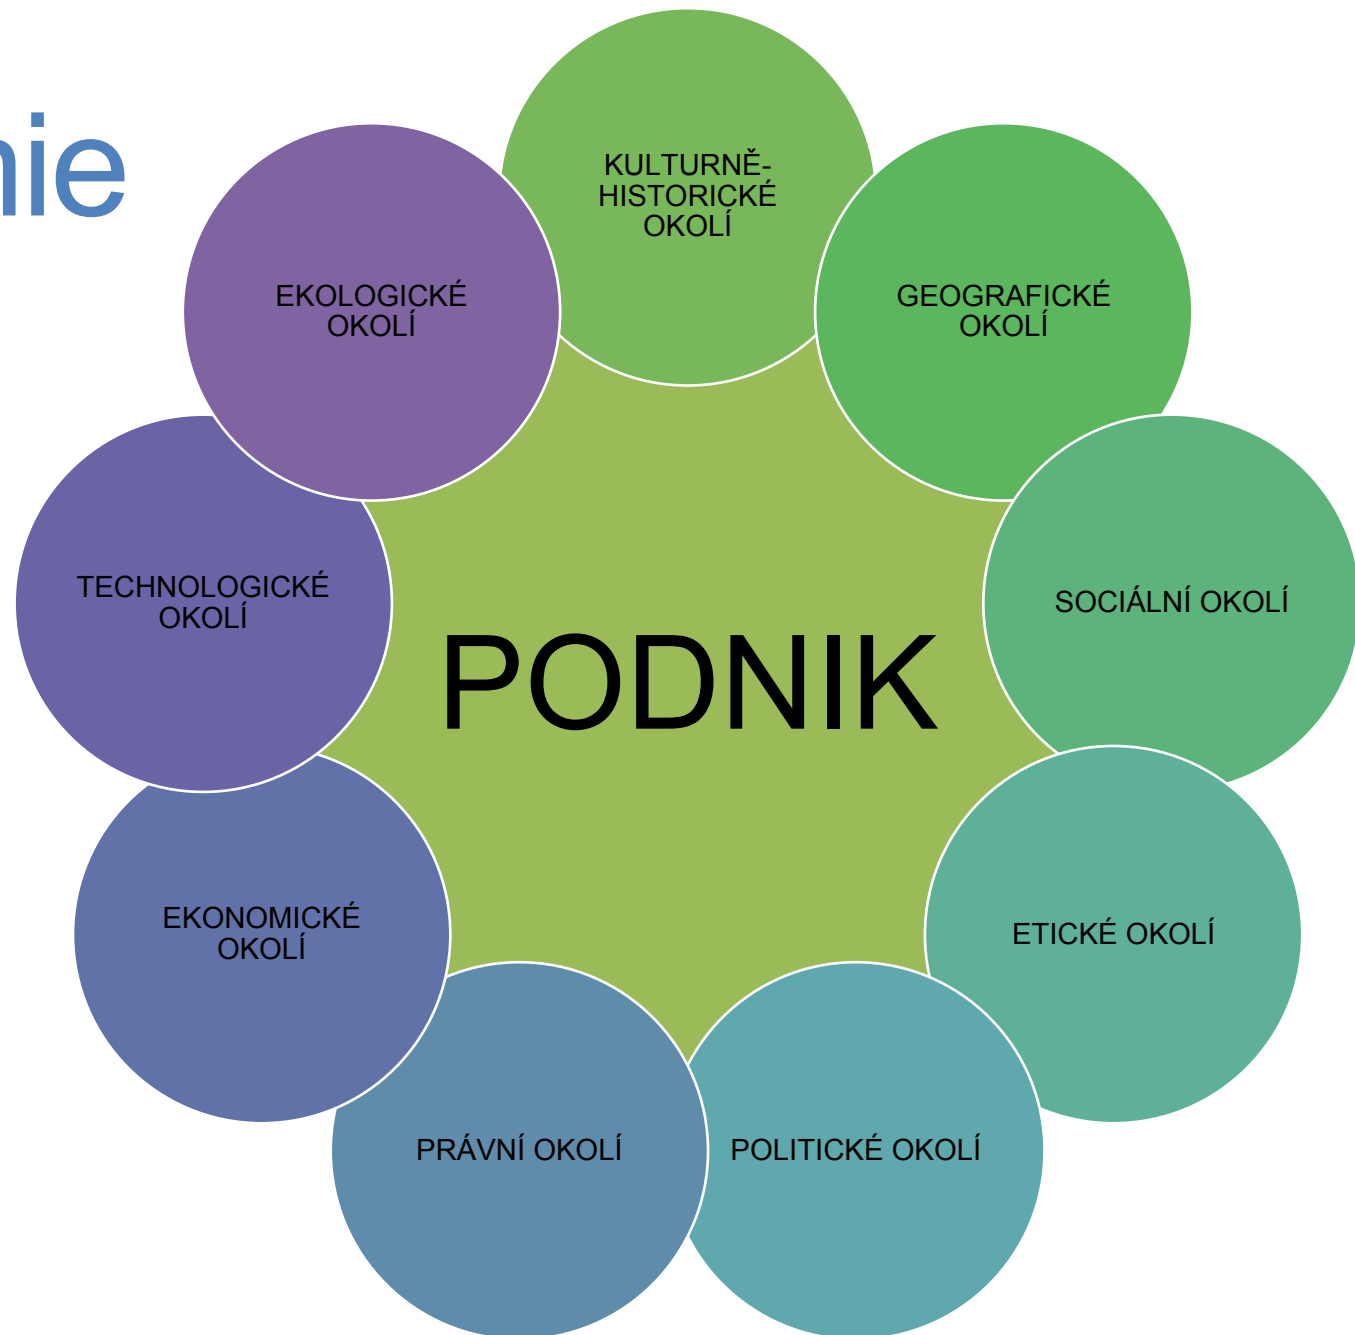 nie
KULTURNĚ-
HISTORICKÉ
OKOLÍ
GEOGRAFICKÉ
OKOLÍ
SOCIÁLNÍ OKOLÍ
ETICKÉ OKOLÍ
POLITICKÉ OKOLÍ
PRÁVNÍ OKOLÍ
EKONOMICKÉ
OKOLÍ
TECHNOLOGICKÉ
OKOLÍ
EKOLOGICKÉ
OKOLÍ
PODNIK